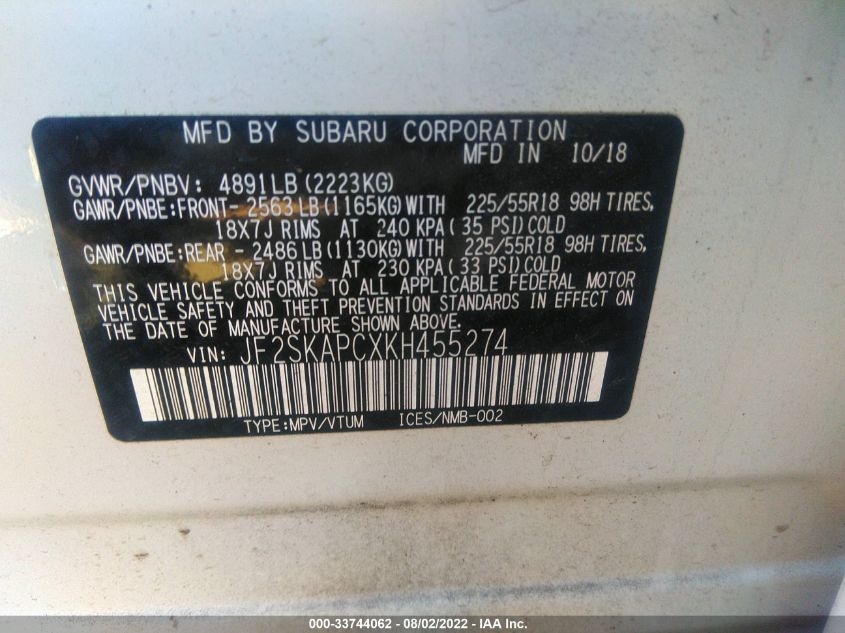 MFD BY SUBARU CORPORATION
MFD IN 10/18
GVWR/PNBV: 4891LB (2223KG)
GAWR/PNBE:FRONT- 2563 LB (1165KG) WITH 225/55R18 98H TIRES,
18X7J RIMS AT 240 KPA ( 35 PSI) COLD
GAWR/PNBE:REAR - 2486 LB (1130KG) WITH 225/55R18 98H TIRES,
18X7J RIMS AT 230 KPA ( 33 PSI) COLD
THIS VEHICLE CONFORMS TO ALL APPLICABLE FEDERAL MOTOR
VEHICLE SAFETY AND THEFT PREVENTION STANDARDS IN EFFECT ON
THE DATE OF MANUFACTURE SHOWN ABOVE.
VIN: JF2SKAPCXKH455274
TYPE:MPV/VTUM ICES/NMB-002
000-33744062 - 08/02/2022 - IAA Inc.